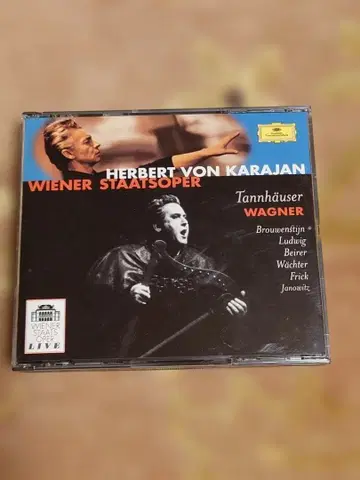 HERBERT VON KARAJAN
WIENER STAATSOPER
Tannhäuser
WAGNER
Brouwenstijn
Ludwig
Beirer
Wächter
Frick
Janowitz
WIENER
STAATS
OPER
LIVE